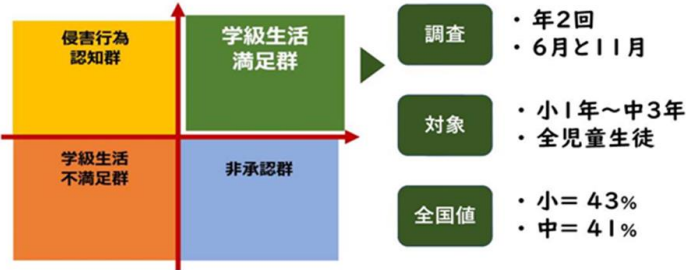 侵害行為
認知群
学級生活
満足群
学級生活
不満足群
非承認群
調査
・年2回
・6月と11月
対象
・小1年～中3年
・全児童生徒
全国値
・小=43%
・中=41%